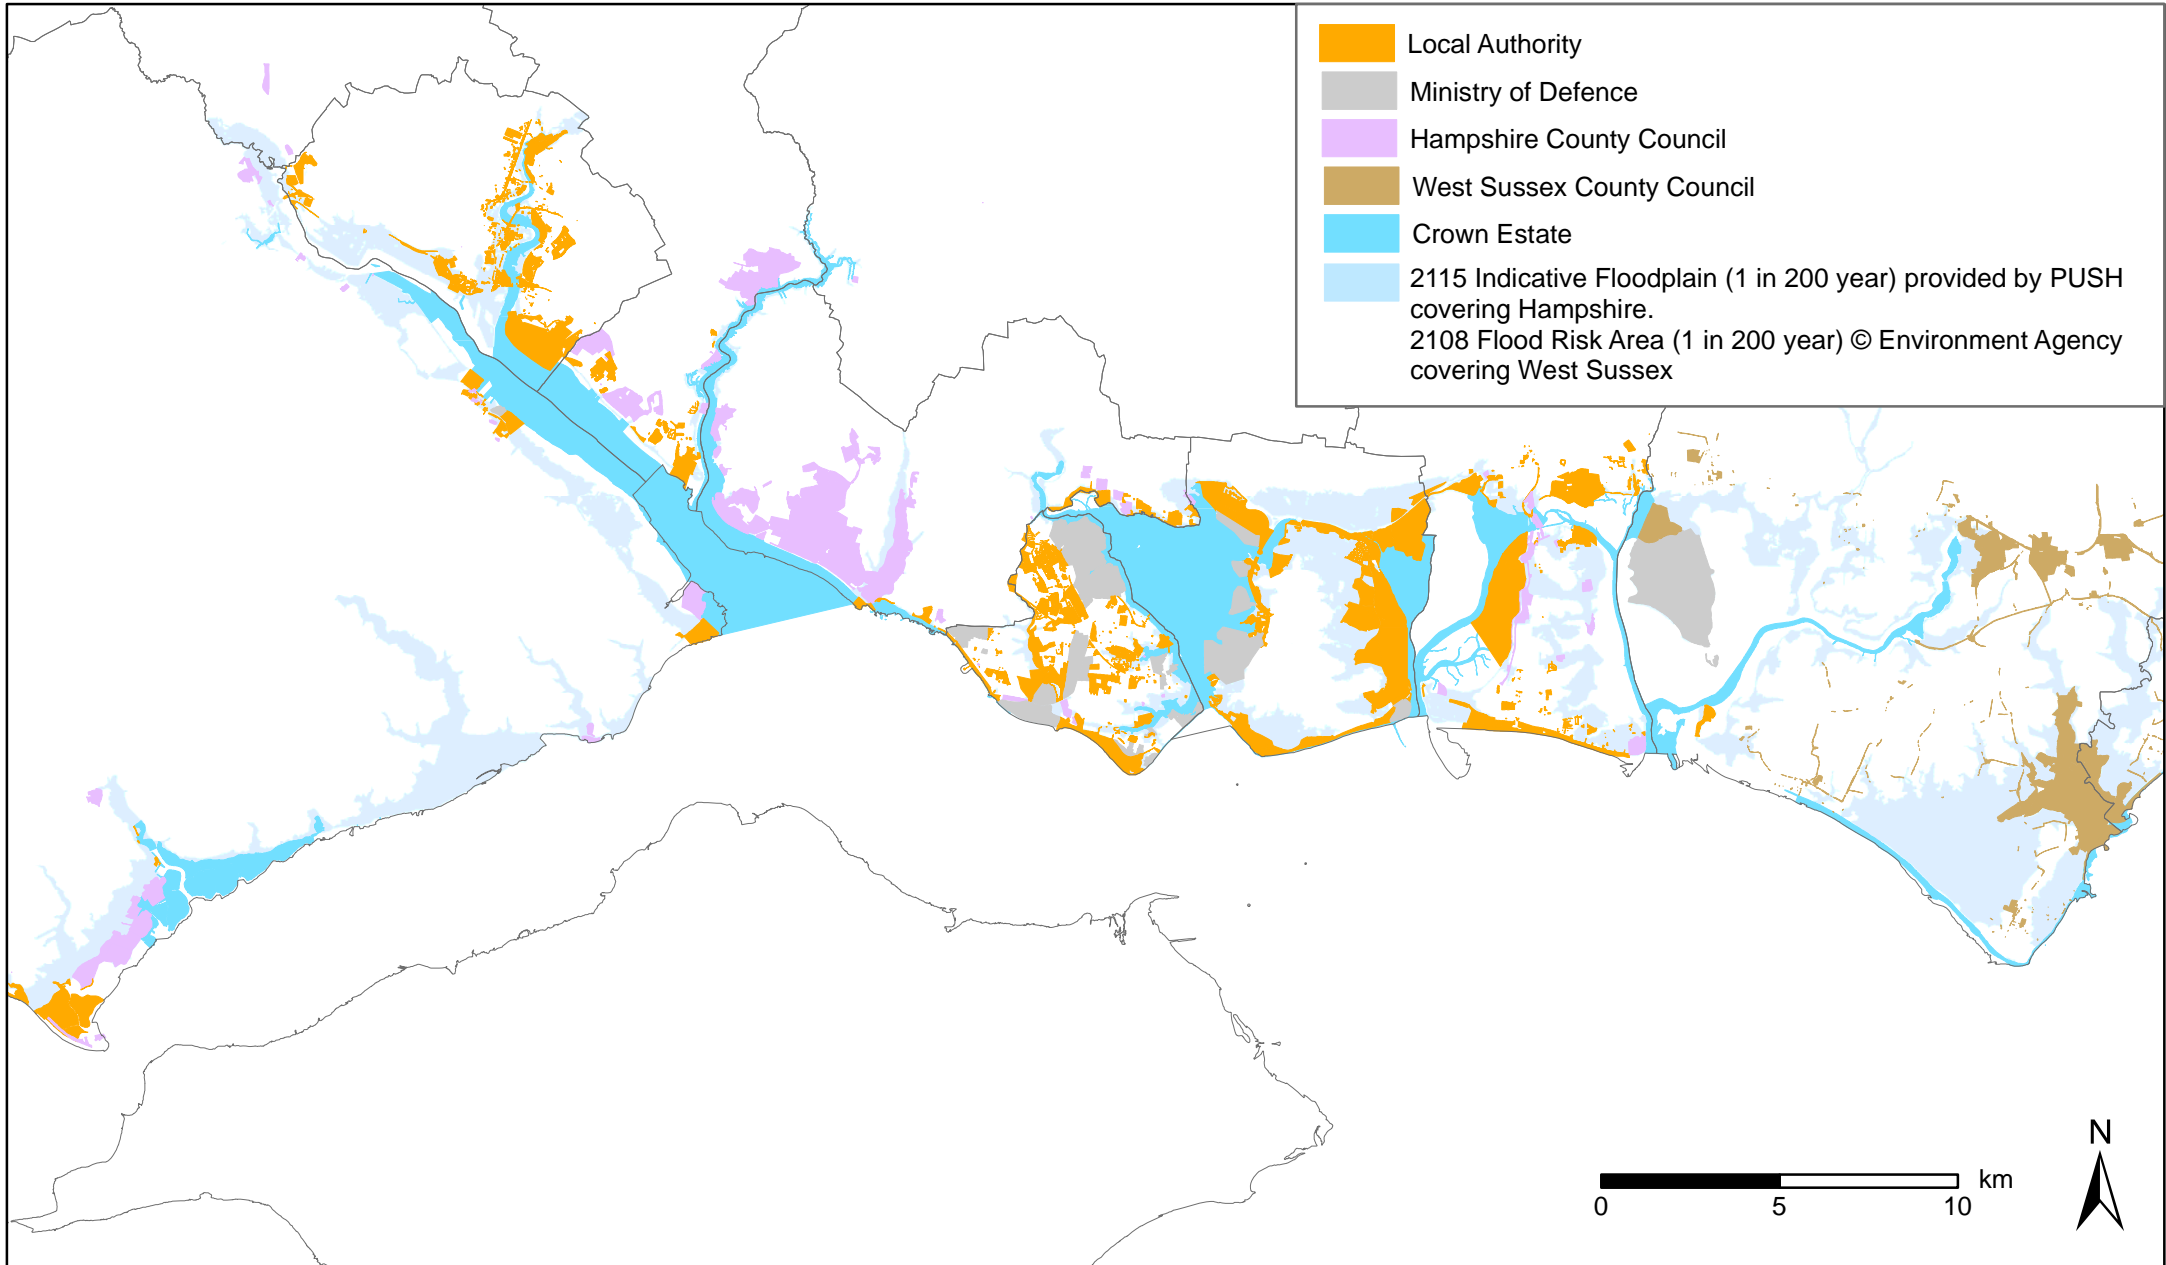 Local Authority
Ministry of Defence
Hampshire County Council
West Sussex County Council
Crown Estate
2115 Indicative Floodplain (1 in 200 year) provided by PUSH
covering Hampshire.
2108 Flood Risk Area (1 in 200 year) © Environment Agency
covering West Sussex
N
km
0 5 10